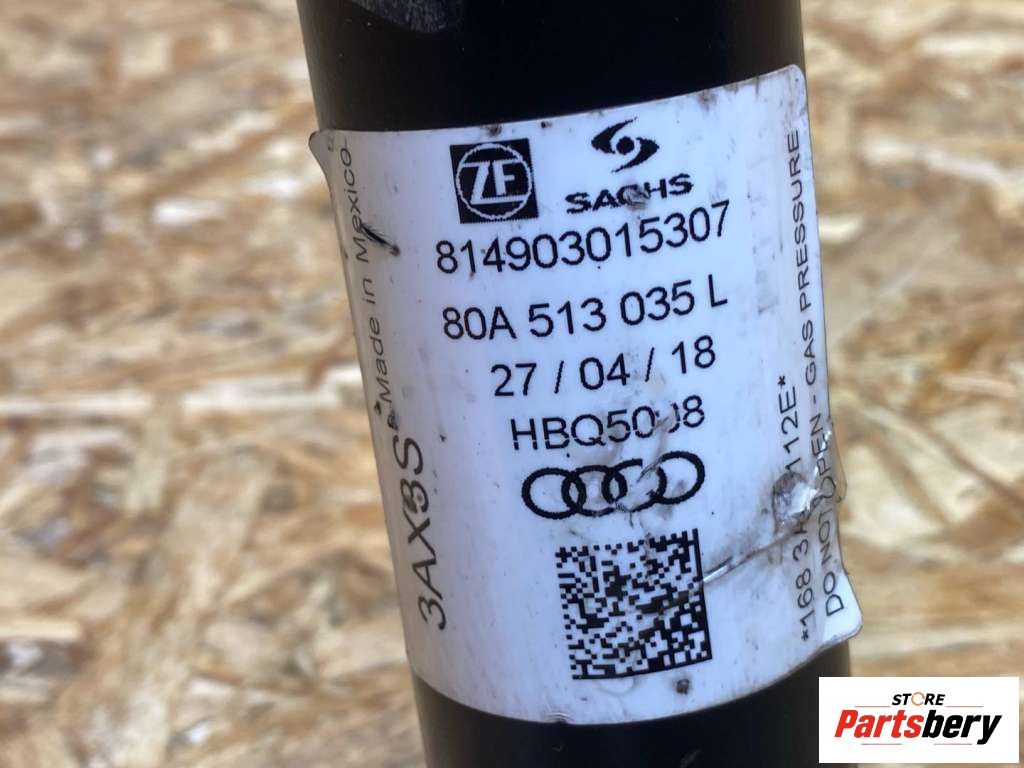 ZF
SACHS
814903015307
80A 513 035 L
27 / 04 / 18
Made in Mexico
3AX3S
DO NOT OPEN - GAS PRESSURE
STORE
Partsbery